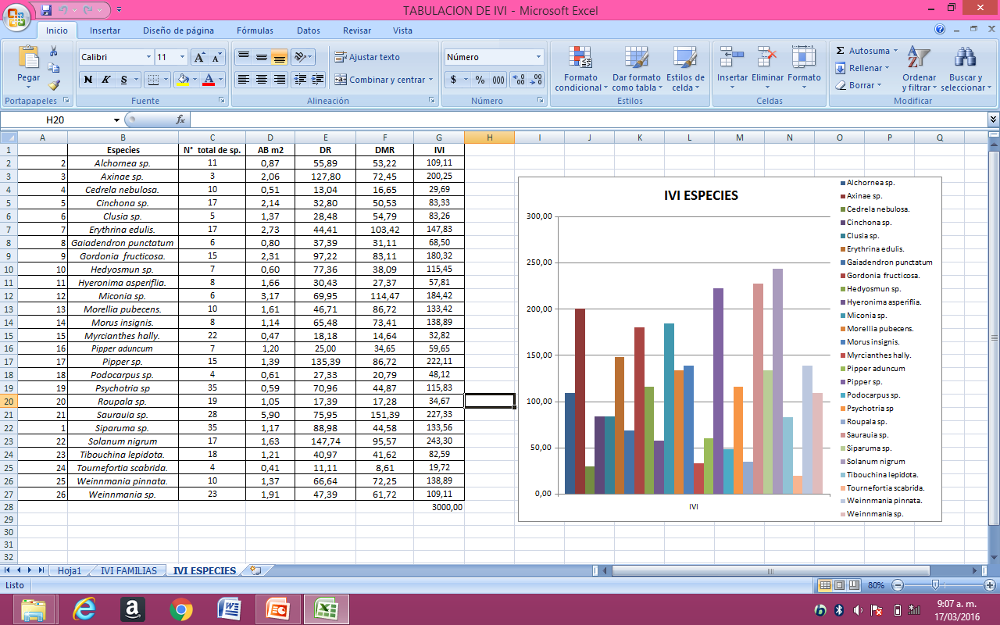 TABULACION DE IVI - Microsoft Excel
Inicio Insertar Diseño de página Fórmulas Datos Revisar Vista
Pegar
Portapapeles
Calibri 11
N K S
Fuente
Ajustar texto
Combinar y centrar
Alineación
Número
$ % 000
Número
Formato condicional
Dar formato como tabla
Estilos de celda
Estilos
Insertar Eliminar Formato
Celdas
Autosuma
Rellenar
Borrar
Ordenar y filtrar
Buscar y seleccionar
Modificar
H20 fx
A B C D E F G H I J K L M N O P Q
1 Especies N° total de sp. AB m2 DR DMR IVI
2 2 Alchornea sp. 11 0,87 55,89 53,22 109,11
3 3 Axinae sp. 3 2,06 127,80 72,45 200,25
4 4 Cedrela nebulosa. 10 0,51 13,04 16,65 29,69
5 5 Cinchona sp. 17 2,14 32,80 50,53 83,33
6 6 Clusia sp. 5 1,37 28,48 54,79 83,26
7 7 Erythrina edulis. 17 2,73 44,41 103,42 147,83
8 8 Gaiadendron punctatum 6 0,80 37,39 31,11 68,50
9 9 Gordonia fructicosa. 15 2,31 97,22 83,11 180,32
10 10 Hedyosmun sp. 7 0,60 77,36 38,09 115,45
11 11 Hyeronima asperiflia. 8 1,66 30,43 27,37 57,81
12 12 Miconia sp. 6 3,17 69,95 114,47 184,42
13 13 Morellia pubecens. 10 1,61 46,71 86,72 133,42
14 14 Morus insignis. 8 1,14 65,48 73,41 138,89
15 15 Myrcianthes hally. 22 0,47 18,18 14,64 32,82
16 16 Pipper aduncum 7 1,20 25,00 34,65 59,65
17 17 Pipper sp. 15 1,39 135,39 86,72 222,11
18 18 Podocarpus sp. 4 0,61 27,33 20,79 48,12
19 19 Psychotria sp 35 0,59 70,96 44,87 115,83
20 20 Roupala sp. 19 1,05 17,39 17,28 34,67
21 21 Saurauia sp. 28 5,90 75,95 151,39 227,33
22 1 Siparuma sp. 35 1,17 88,98 44,58 133,56
23 22 Solanum nigrum 17 1,63 147,74 95,57 243,30
24 23 Tibouchina lepidota. 18 1,21 40,97 41,62 82,59
25 24 Tournefortia scabrida. 4 0,41 11,11 8,61 19,72
26 25 Weinnmania pinnata. 10 1,37 66,64 72,25 138,89
27 26 Weinnmania sp. 23 1,91 47,39 61,72 109,11
28 3000,00
29
30
31
32
IVI ESPECIES
300,00
250,00
200,00
150,00
100,00
50,00
0,00
IVI
Alchornea sp.
Axinae sp.
Cedrela nebulosa.
Cinchona sp.
Clusia sp.
Erythrina edulis.
Gaiadendron punctatum
Gordonia fructicosa.
Hedyosmun sp.
Hyeronima asperiflia.
Miconia sp.
Morellia pubecens.
Morus insignis.
Myrcianthes hally.
Pipper aduncum
Pipper sp.
Podocarpus sp.
Psychotria sp
Roupala sp.
Saurauia sp.
Siparuma sp.
Solanum nigrum
Tibouchina lepidota.
Tournefortia scabrida.
Weinnmania pinnata.
Weinnmania sp.
Hoja1 IVI FAMILIAS IVI ESPECIES
Listo 80%
9:07 a. m.
17/03/2016